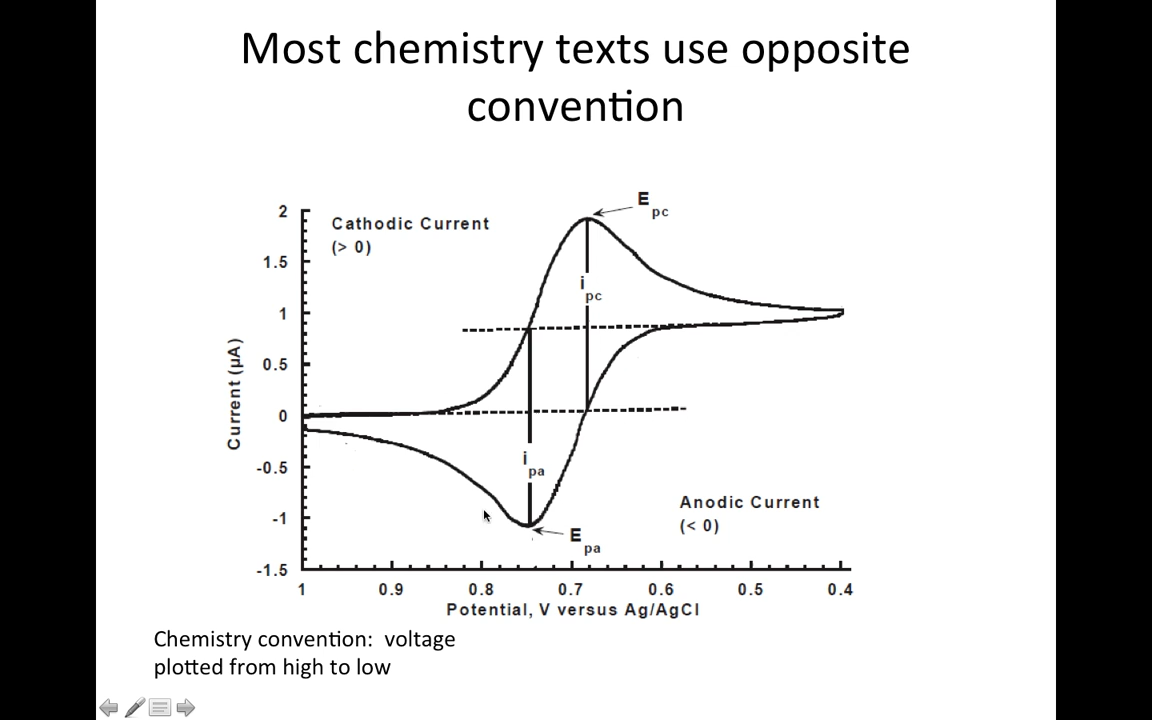 Most chemistry texts use opposite
convention
E pc
2
Cathodic Current
(> 0)
1.5
i pc
1
0.5
Current (µA)
0
-0.5
i pa
Anodic Current
(< 0)
-1
E pa
-1.5
1 0.9 0.8 0.7 0.6 0.5 0.4
Potential, V versus Ag/AgCl
Chemistry convention: voltage
plotted from high to low